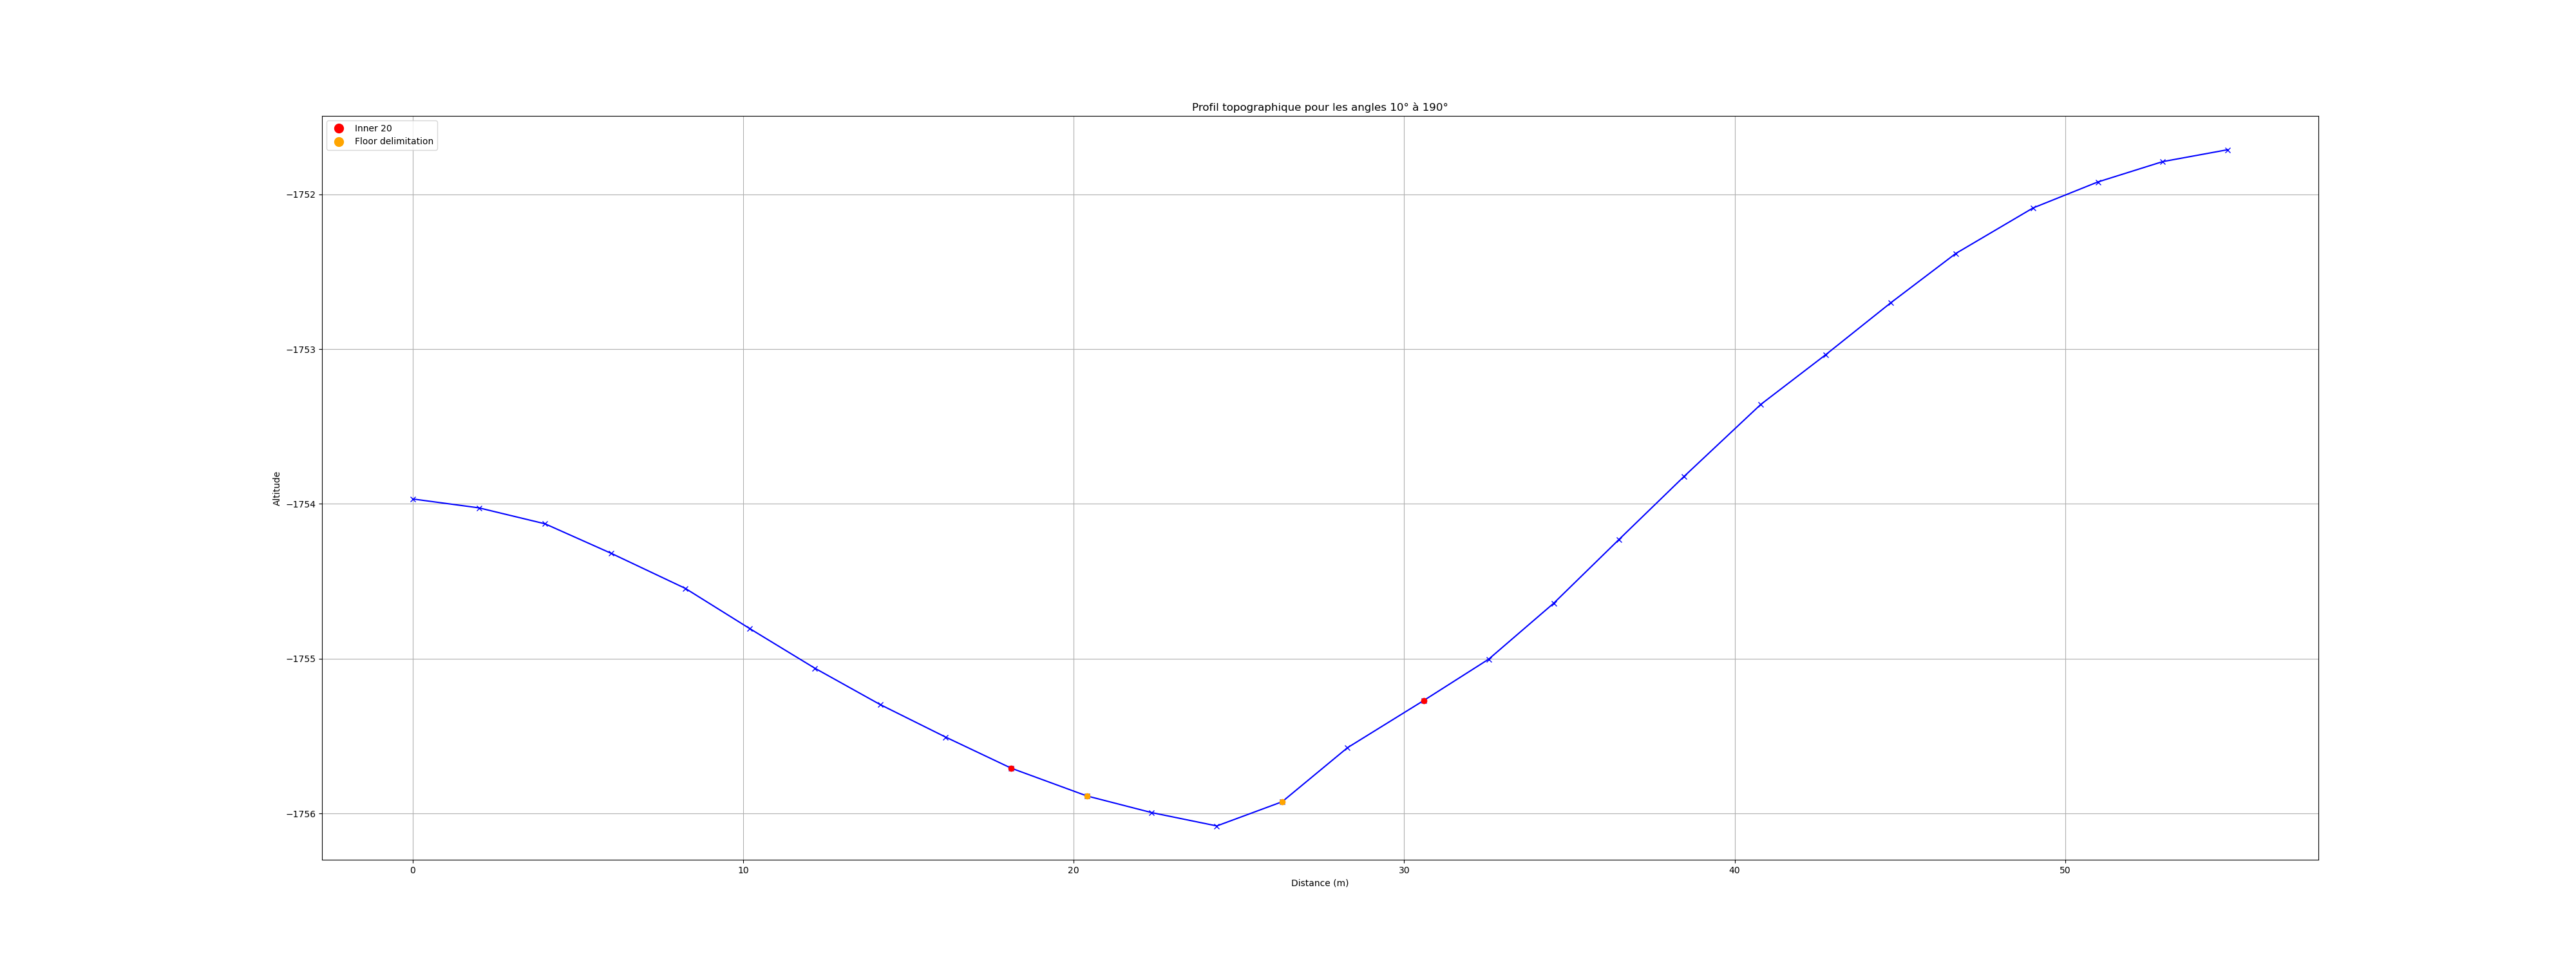 Profil topographique pour les angles 10° à 190°
Inner 20
Floor delimitation
−1752
−1753
−1754
−1755
−1756
Altitude
0 10 20 30 40 50
Distance (m)